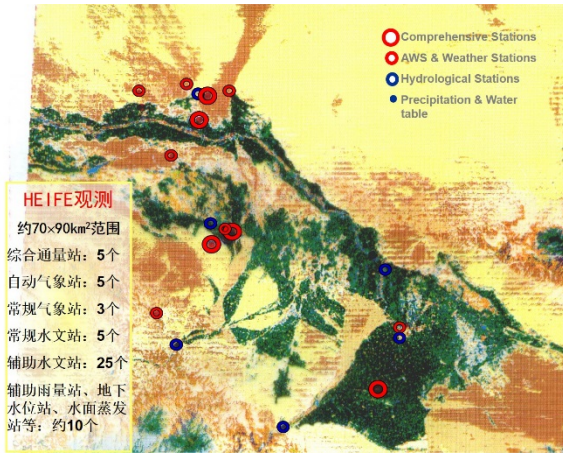 Comprehensive Stations
AWS & Weather Stations
Hydrological Stations
Precipitation & Water
table
HEIFE观测
约70×90km²范围
综合通量站：5个
自动气象站：5个
常规气象站：3个
常规水文站：5个
辅助水文站：25个
辅助雨量站、地下
水位站、水面蒸发
站等：约10个